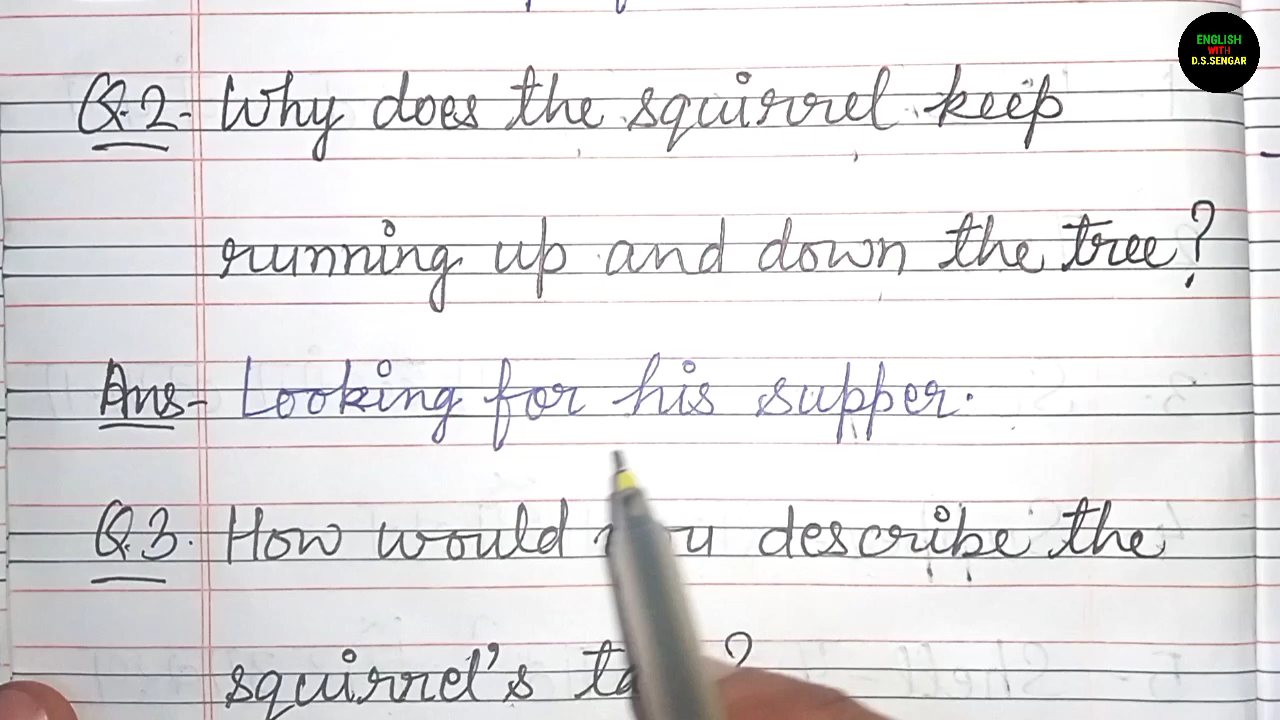 ENGLISH
WITH
D.S.SENGAR
Q.2- Why does the squirrel keep
running up and down the tree?
Ans- Looking for his supper.
Q.3. How would describe the
squirrel's ?